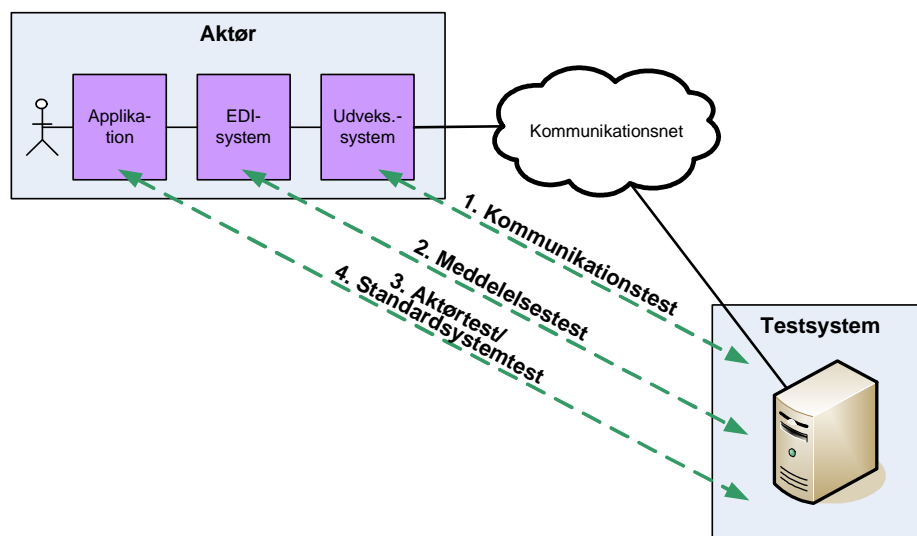 Aktør
Applika-
tion
EDI-
system
Udveks.-
system
Kommunikationsnet
1. Kommunikationstest
2. Meddelelsestest
3. Aktørtest/
4. Standardsystemtest
Testsystem